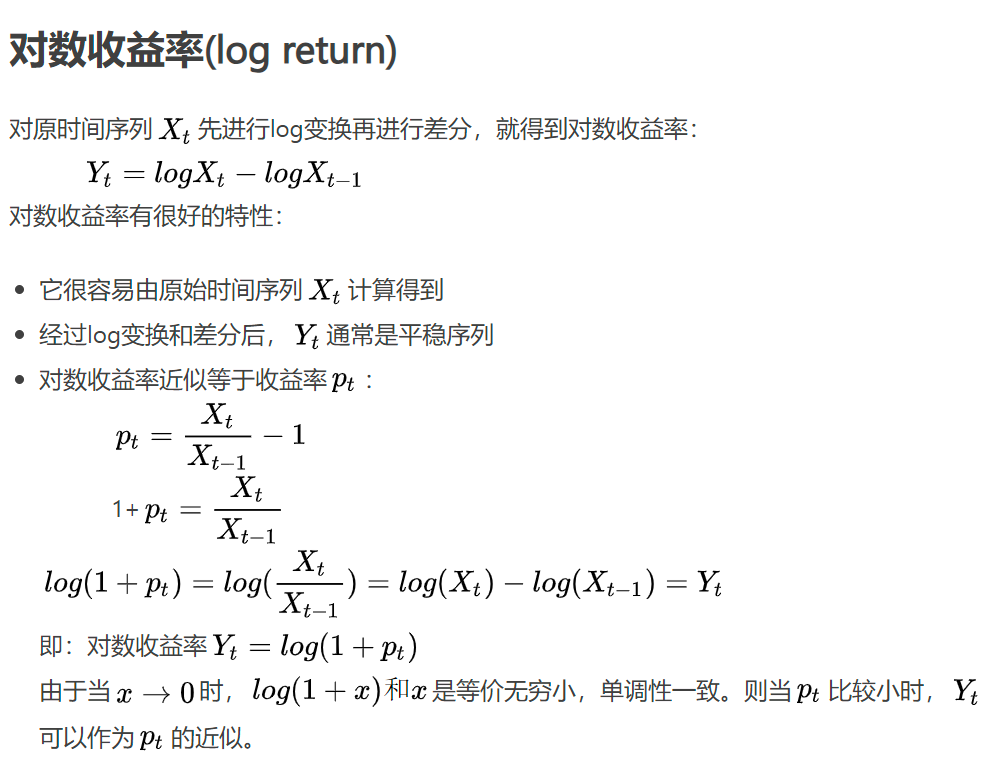 对数收益率(log return)
对原时间序列 X_t 先进行log变换再进行差分，就得到对数收益率：
Y_t = logX_t − logX_{t−1}
对数收益率有很好的特性：
• 它很容易由原始时间序列 X_t 计算得到
• 经过log变换和差分后， Y_t 通常是平稳序列
• 对数收益率近似等于收益率 p_t ：
p_t = \frac{X_t}{X_{t−1}} − 1
1+ p_t = \frac{X_t}{X_{t−1}}
log(1 + p_t) = log(\frac{X_t}{X_{t−1}}) = log(X_t) − log(X_{t−1}) = Y_t
即：对数收益率 Y_t = log(1 + p_t)
由于当 x → 0 时， log(1 + x)和x 是等价无穷小，单调性一致。则当 p_t 比较小时， Y_t
可以作为 p_t 的近似。